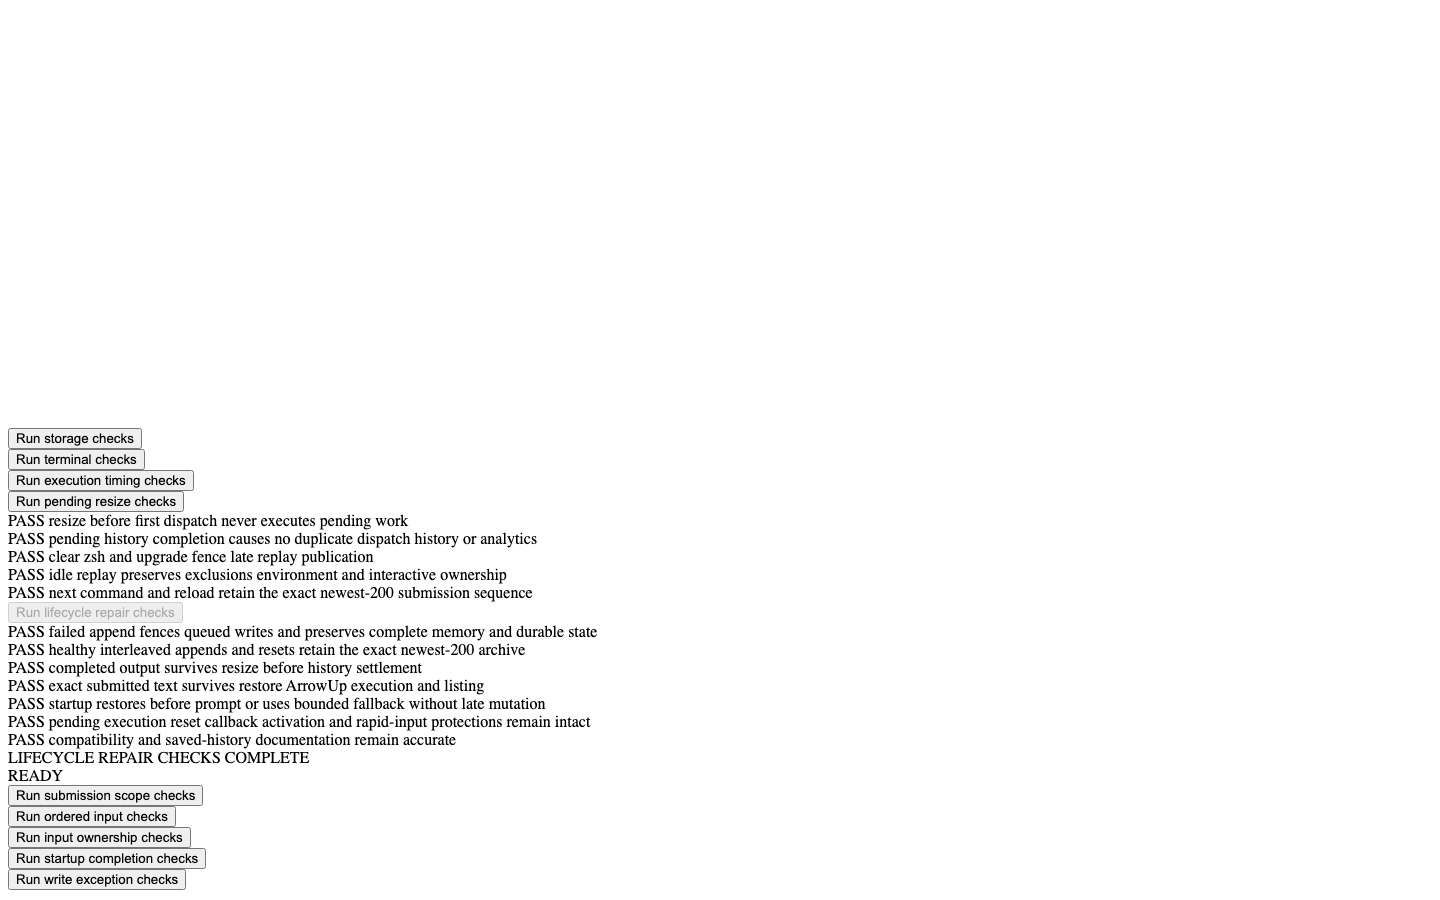 Run storage checks
Run terminal checks
Run execution timing checks
Run pending resize checks
PASS resize before first dispatch never executes pending work
PASS pending history completion causes no duplicate dispatch history or analytics
PASS clear zsh and upgrade fence late replay publication
PASS idle replay preserves exclusions environment and interactive ownership
PASS next command and reload retain the exact newest-200 submission sequence
Run lifecycle repair checks
PASS failed append fences queued writes and preserves complete memory and durable state
PASS healthy interleaved appends and resets retain the exact newest-200 archive
PASS completed output survives resize before history settlement
PASS exact submitted text survives restore ArrowUp execution and listing
PASS startup restores before prompt or uses bounded fallback without late mutation
PASS pending execution reset callback activation and rapid-input protections remain intact
PASS compatibility and saved-history documentation remain accurate
LIFECYCLE REPAIR CHECKS COMPLETE
READY
Run submission scope checks
Run ordered input checks
Run input ownership checks
Run startup completion checks
Run write exception checks